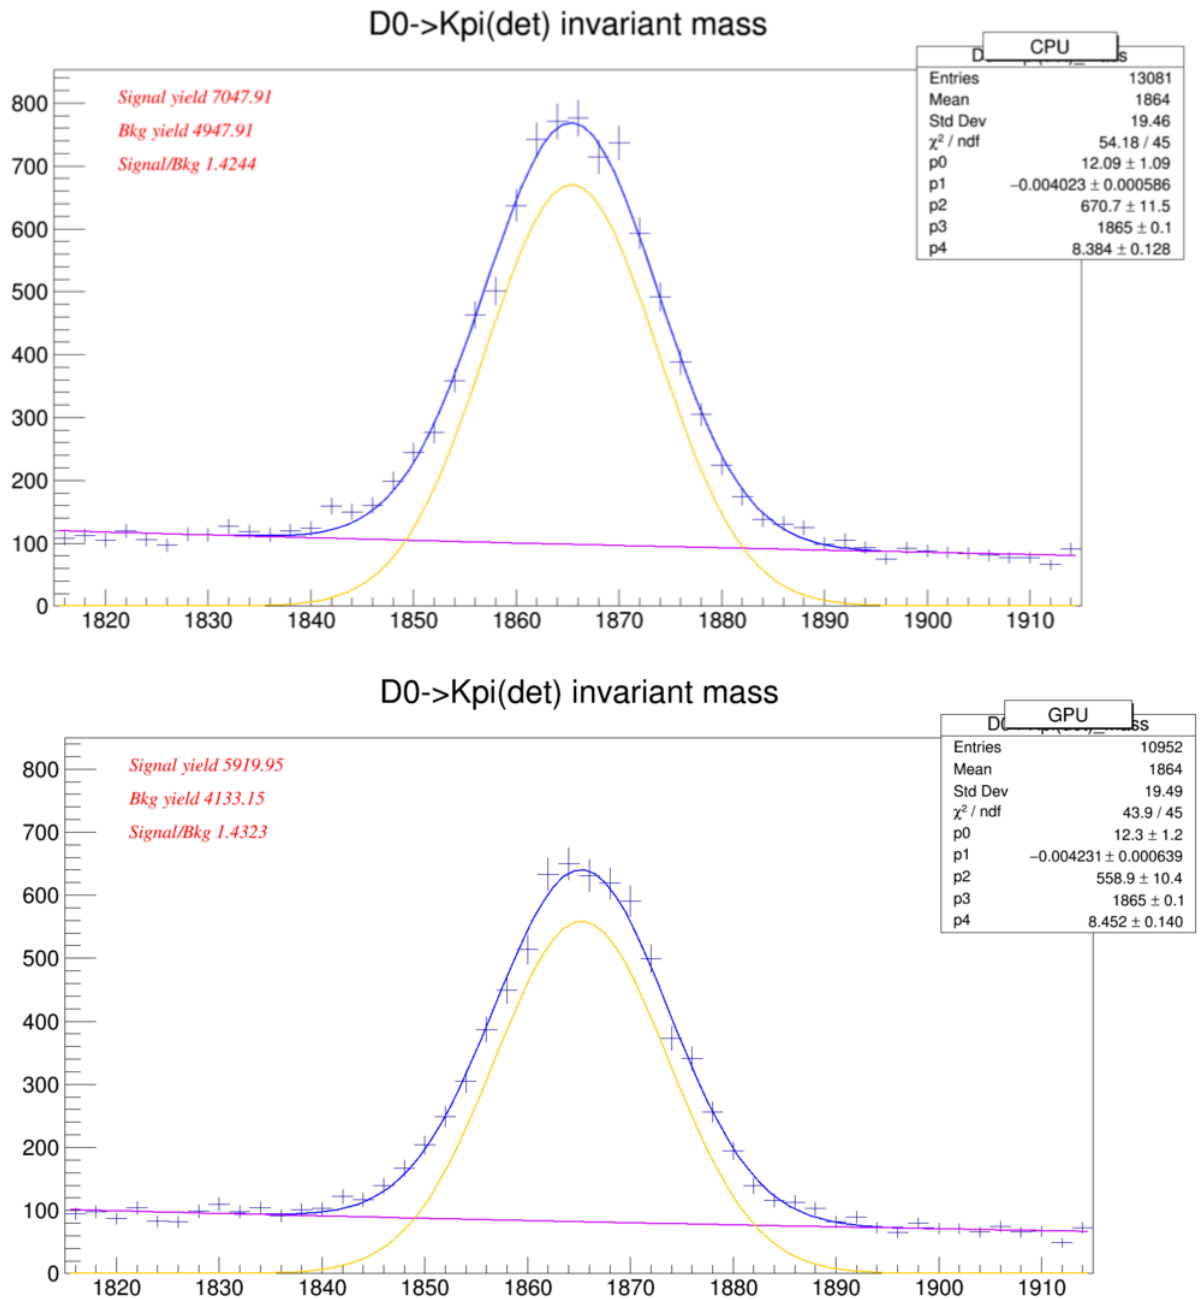 D0->Kpi(det) invariant mass
CPU
Entries 13081
Mean 1864
Std Dev 19.46
χ² / ndf 54.18 / 45
p0 12.09 ± 1.09
p1 −0.004023 ± 0.000586
p2 670.7 ± 11.5
p3 1865 ± 0.1
p4 8.384 ± 0.128
Signal yield 7047.91
Bkg yield 4947.91
Signal/Bkg 1.4244
800
700
600
500
400
300
200
100
0
1820 1830 1840 1850 1860 1870 1880 1890 1900 1910
D0->Kpi(det) invariant mass
GPU
Entries 10952
Mean 1864
Std Dev 19.49
χ² / ndf 43.9 / 45
p0 12.3 ± 1.2
p1 −0.004231 ± 0.000639
p2 558.9 ± 10.4
p3 1865 ± 0.1
p4 8.452 ± 0.140
Signal yield 5919.95
Bkg yield 4133.15
Signal/Bkg 1.4323
800
700
600
500
400
300
200
100
0
1820 1830 1840 1850 1860 1870 1880 1890 1900 1910